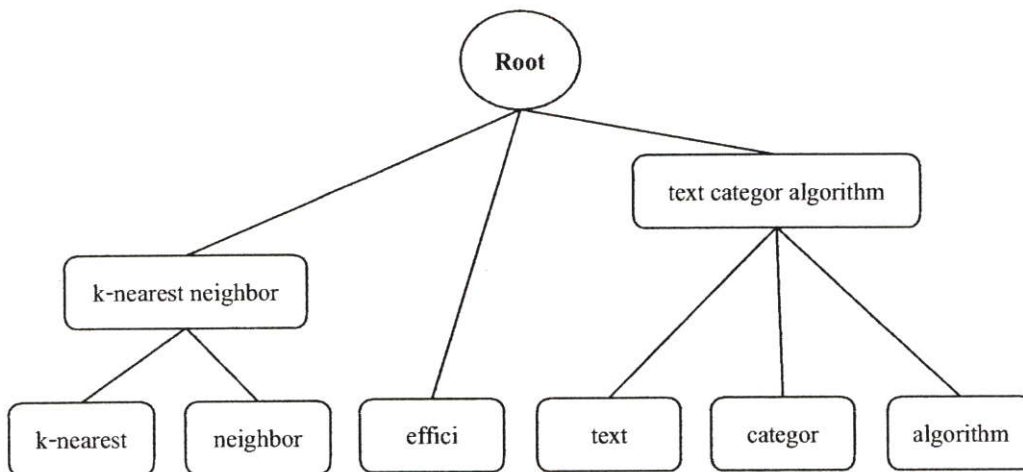 Root
text categor algorithm
k-nearest neighbor
k-nearest
neighbor
effici
text
categor
algorithm